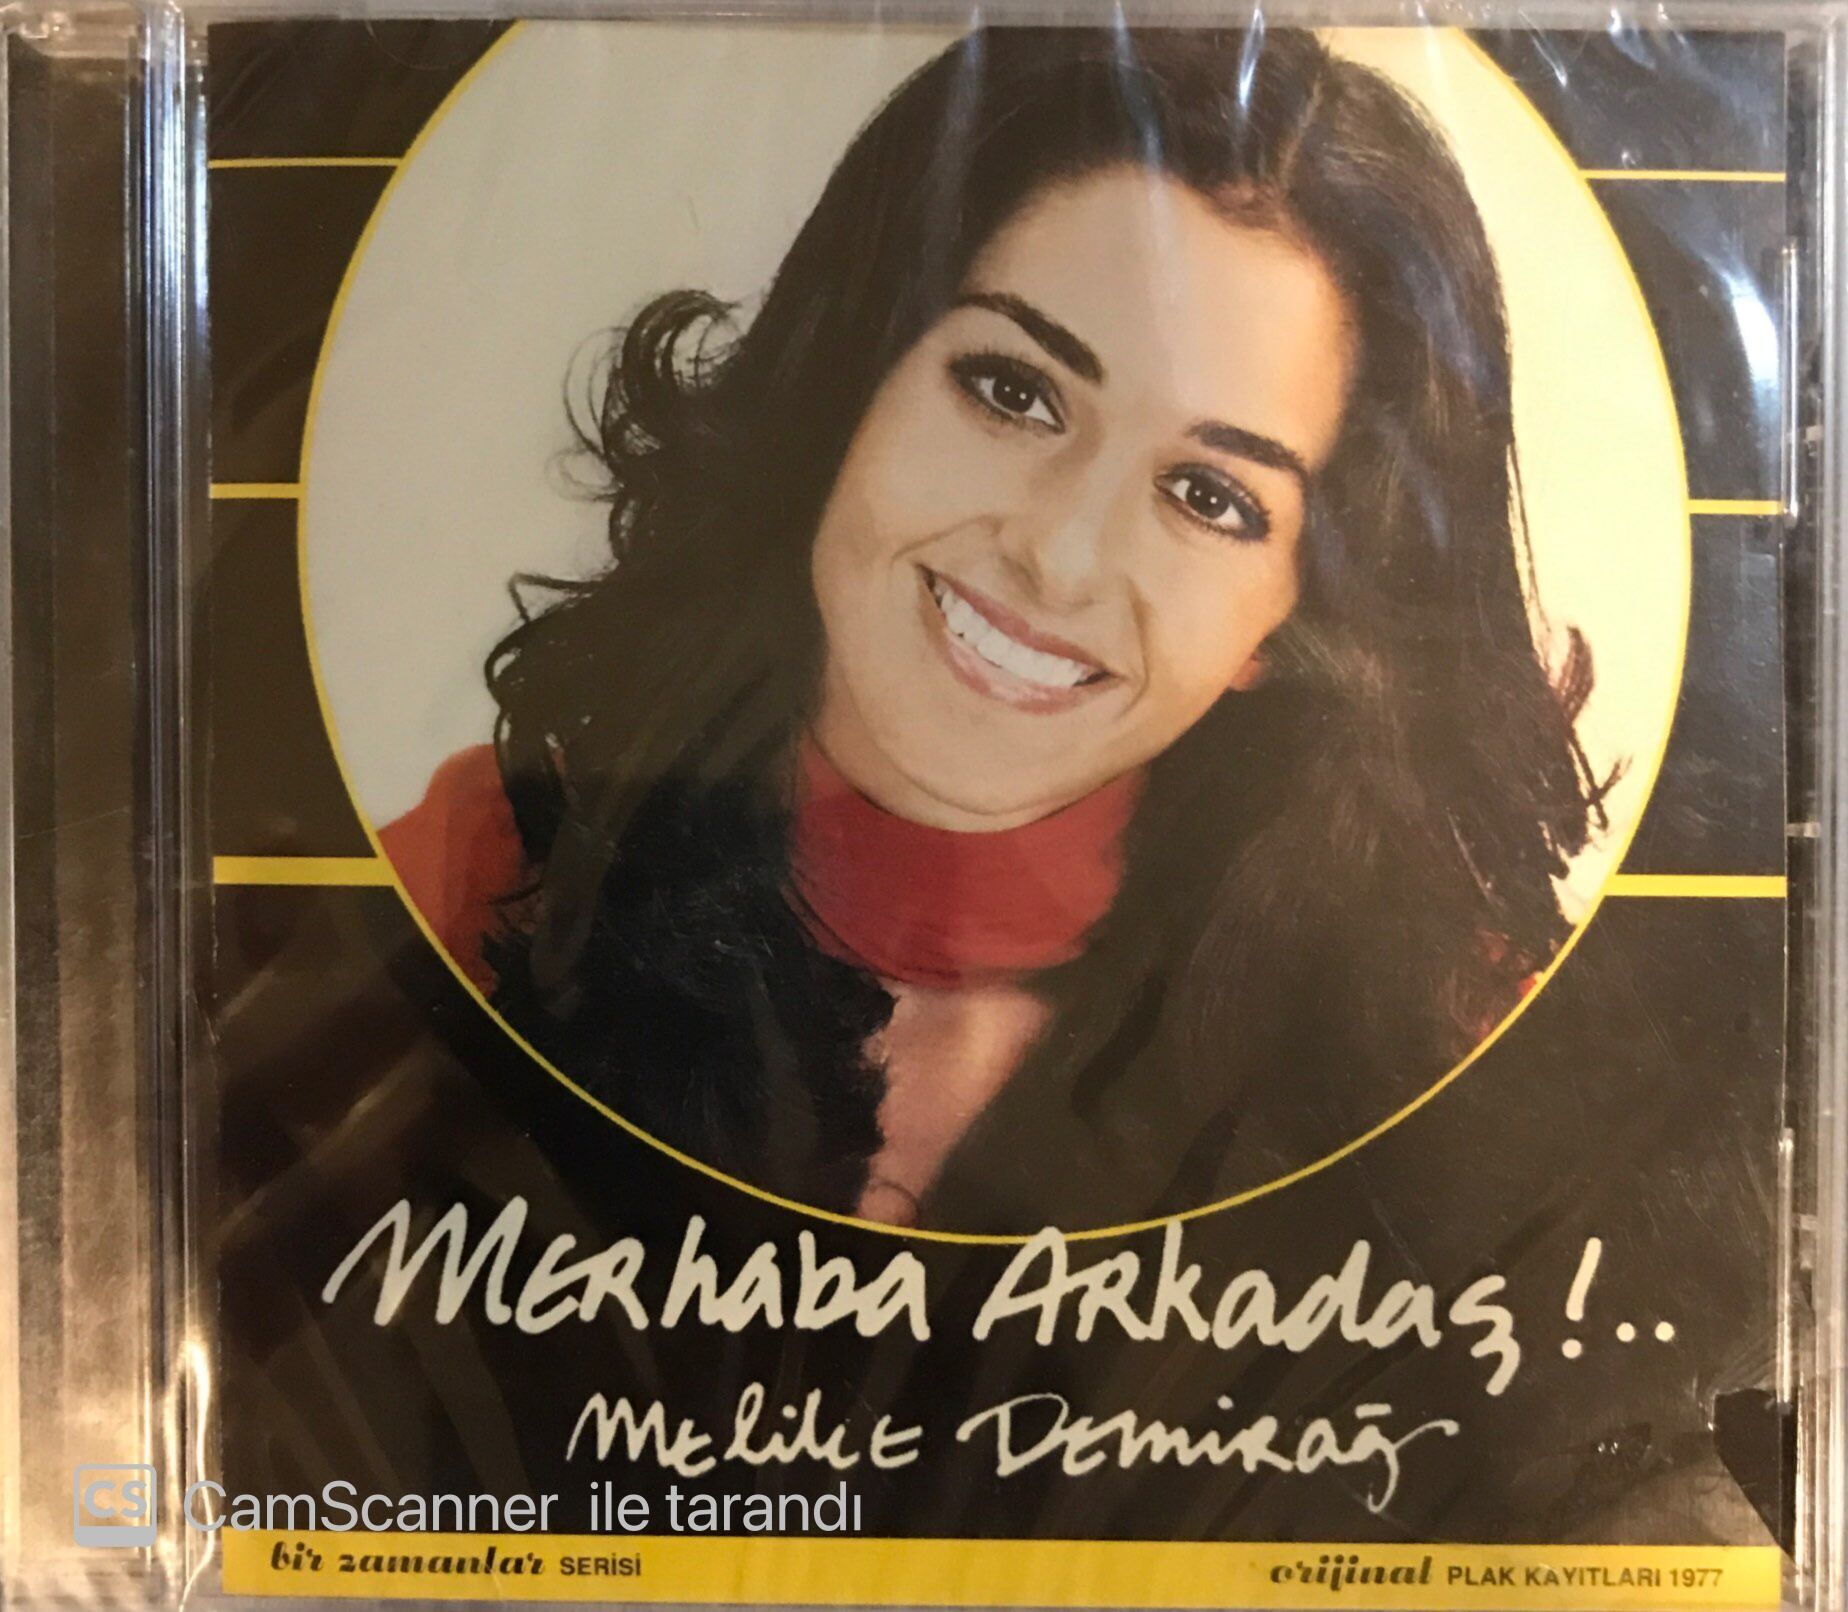 Merhaba Arkadaş!..
Melike Demirağ
CS CamScanner ile tarandı
bir zamanlar SERİSİ
orijinal PLAK KAYITLARI 1977